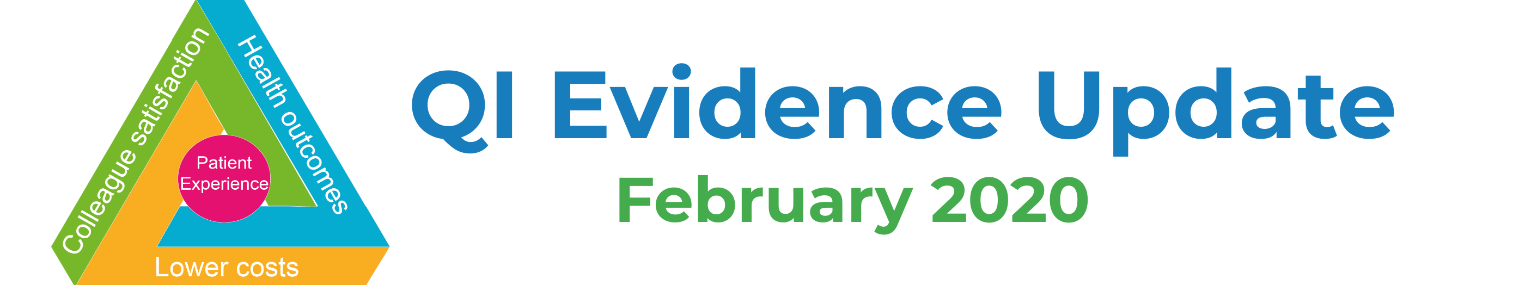 Colleague satisfaction
Health outcomes
Patient
Experience
Lower costs
QI Evidence Update
February 2020